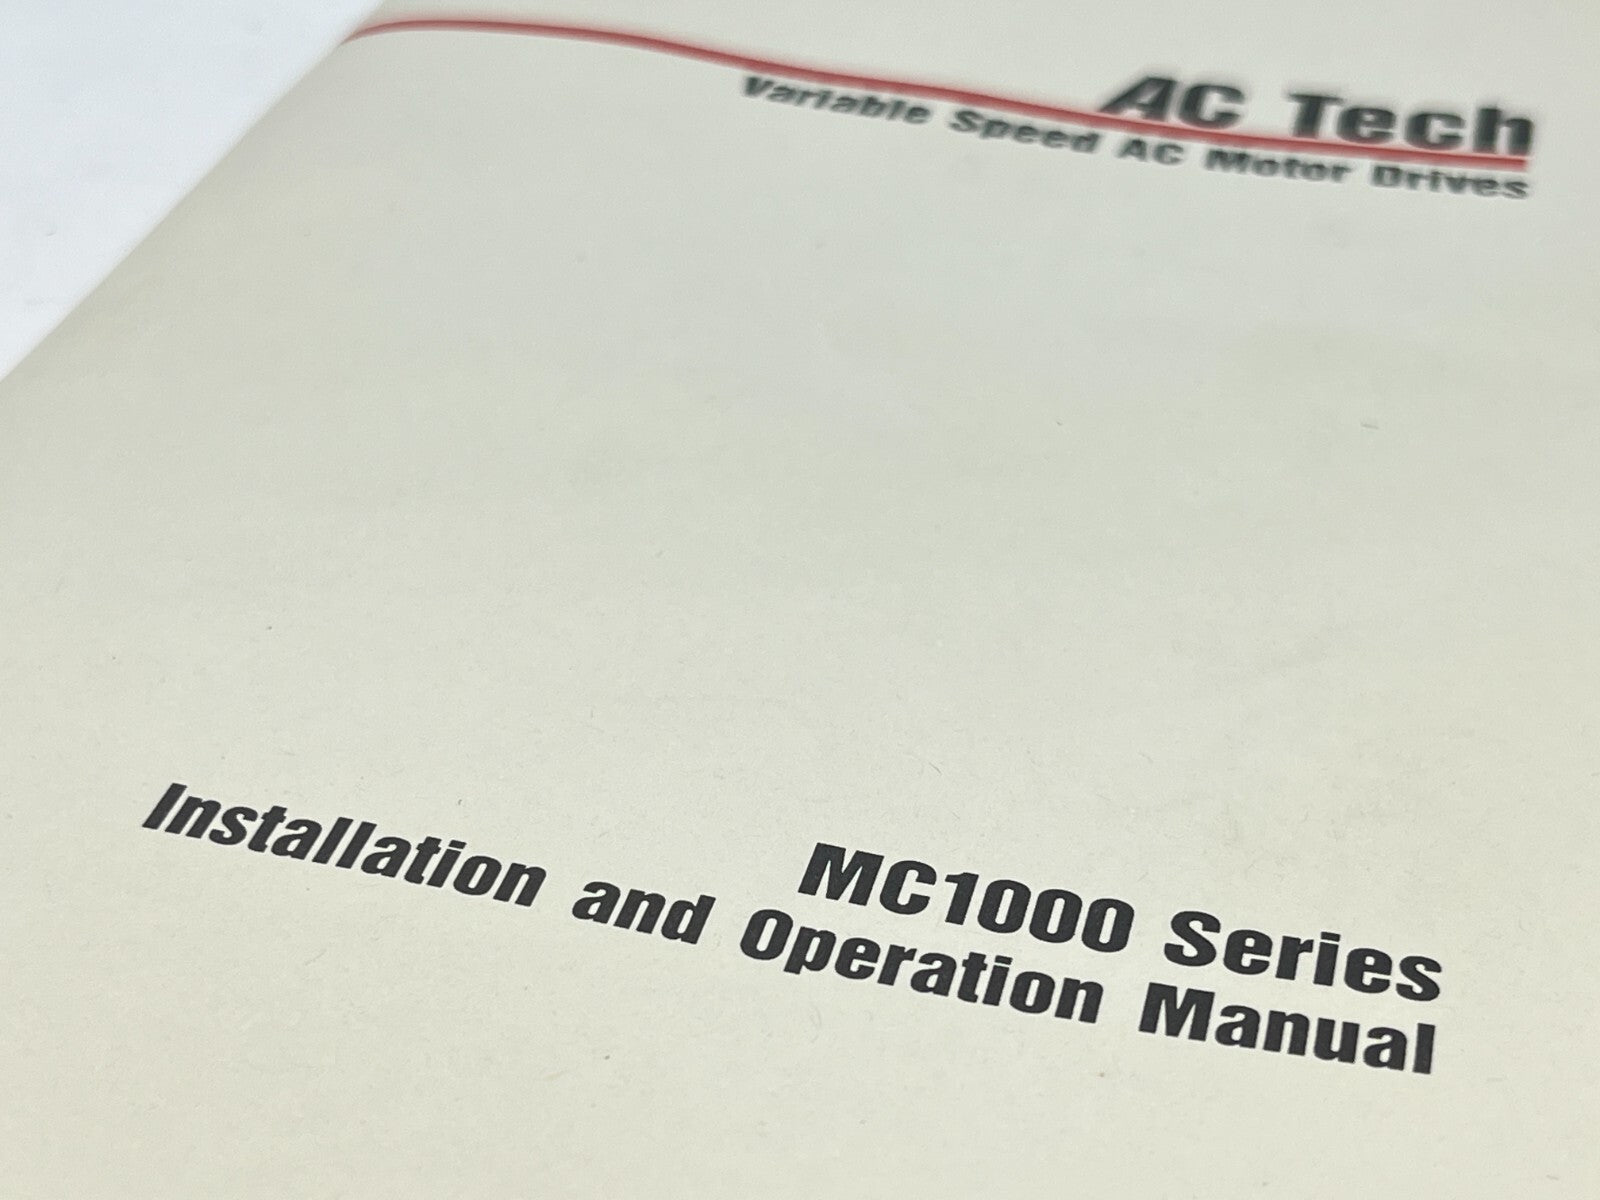 AC Tech
Variable Speed AC Motor Drives
MC1000 Series
Installation and Operation Manual